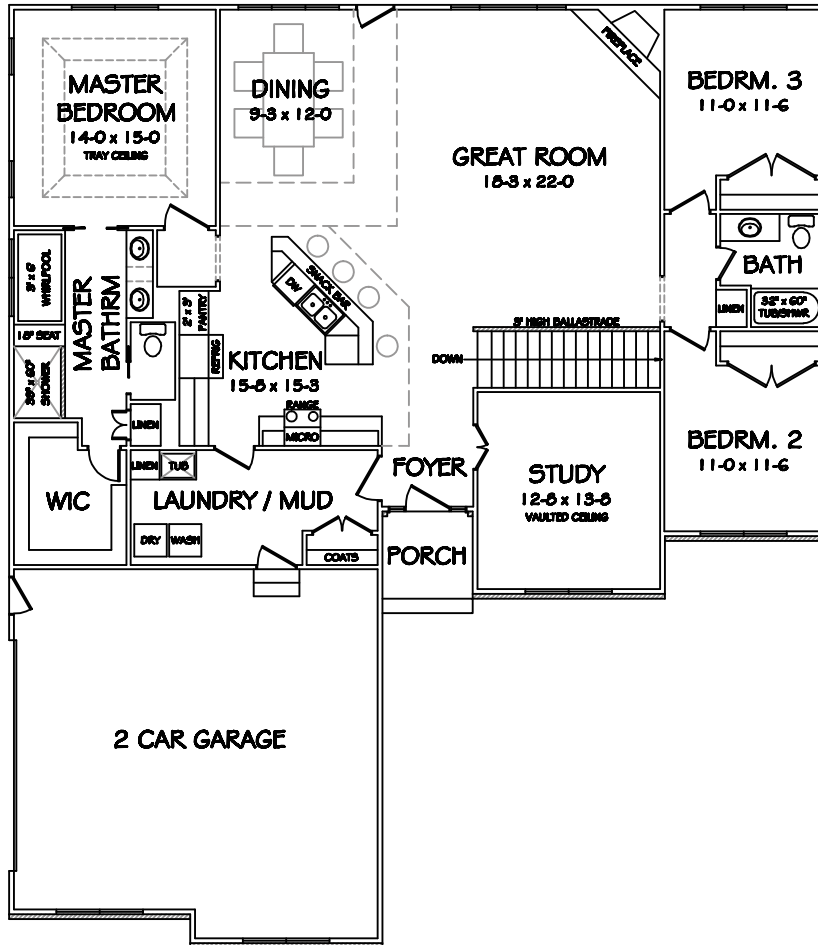 MASTER
BEDROOM
14-0 x 15-0
TRAY CEILING
DINING
9-3 x 12-0
FIREPLACE
GREAT ROOM
18-3 x 22-0
BEDRM. 3
11-0 x 11-6
MASTER
BATHRM
WHIRLPOOL
18" SEAT
SHOWER
2' x 3'
PANTRY
REFRIG
DW
SNACK BAR
KITCHEN
15-8 x 15-3
RANGE
MICRO
3' HIGH BALLASTRADE
DOWN
BATH
LINEN
32" x 60"
TUB/SHWR
BEDRM. 2
11-0 x 11-6
LINEN
LINEN
TUB
WIC
LAUNDRY / MUD
DRY
WASH
COATS
FOYER
PORCH
STUDY
12-8 x 13-8
VAULTED CEILING
2 CAR GARAGE